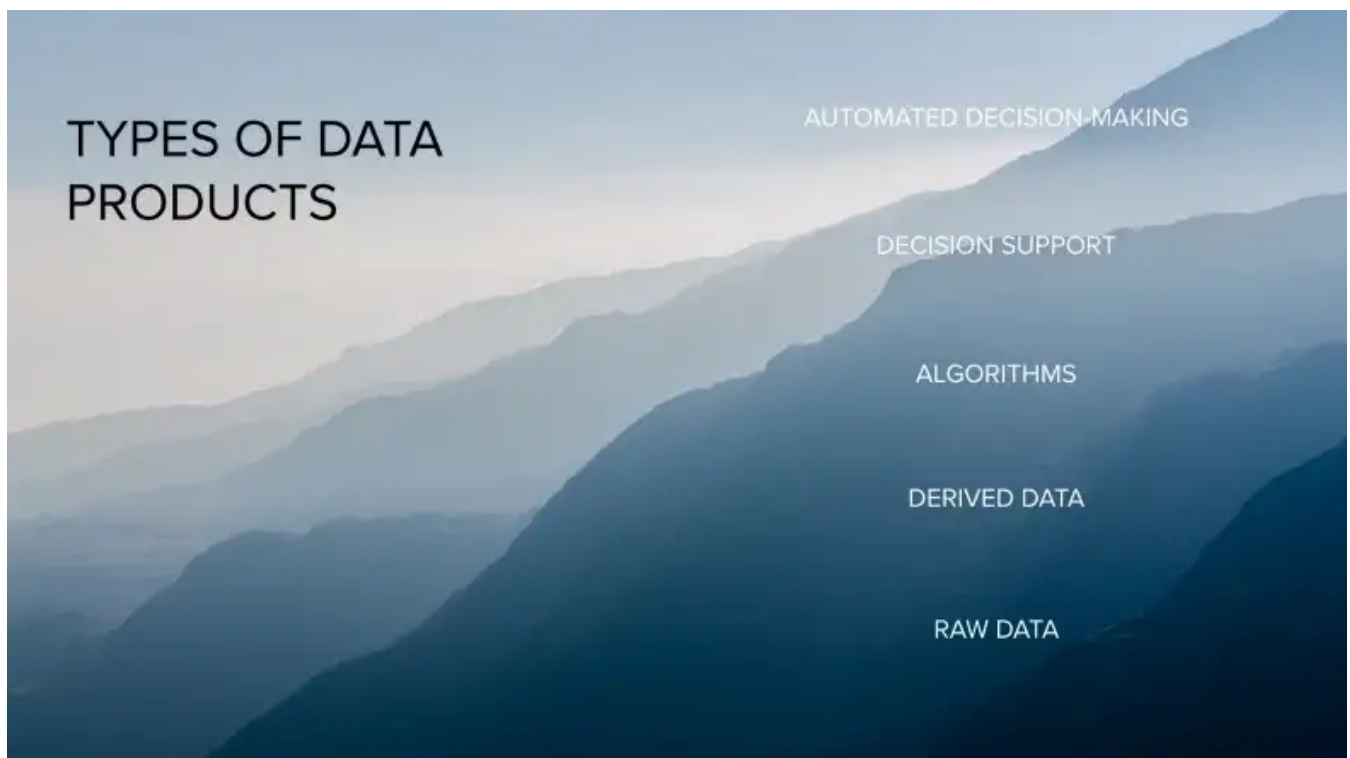 TYPES OF DATA
PRODUCTS
AUTOMATED DECISION-MAKING
DECISION SUPPORT
ALGORITHMS
DERIVED DATA
RAW DATA